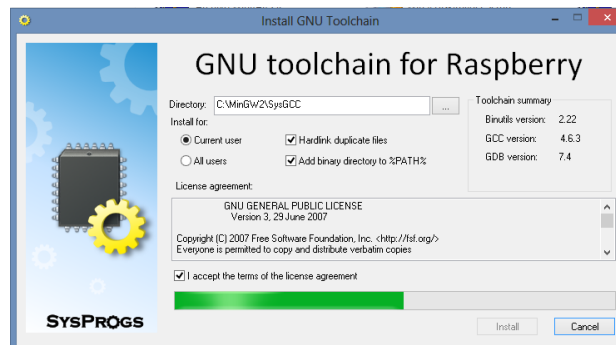 Install GNU Toolchain
GNU toolchain for Raspberry
Directory: C:\MinGW2\SysGCC ...
Install for:
Current user Hardlink duplicate files
All users Add binary directory to %PATH%
Toolchain summary
Binutils version: 2.22
GCC version: 4.6.3
GDB version: 7.4
License agreement:
GNU GENERAL PUBLIC LICENSE
Version 3, 29 June 2007
Copyright (C) 2007 Free Software Foundation, Inc. <http://fsf.org/>
Everyone is permitted to copy and distribute verbatim copies
I accept the terms of the license agreement
SYSPROGS
Install Cancel